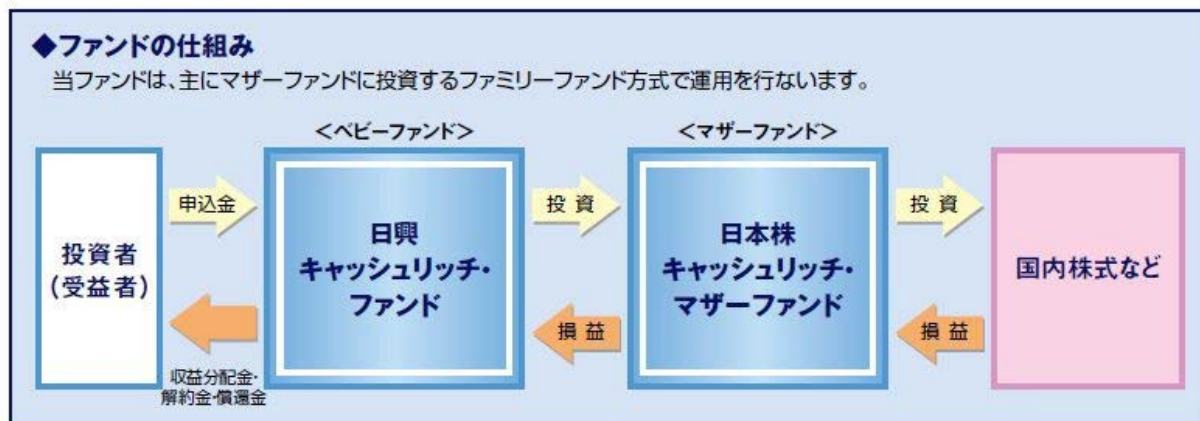 ◆ファンドの仕組み
当ファンドは、主にマザーファンドに投資するファミリーファンド方式で運用を行ないます。
＜ベビーファンド＞
＜マザーファンド＞
投資者
(受益者)
申込金
収益分配金・
解約金・償還金
日興
キャッシュリッチ・
ファンド
投 資
損 益
日本株
キャッシュリッチ・
マザーファンド
投 資
損 益
国内株式など